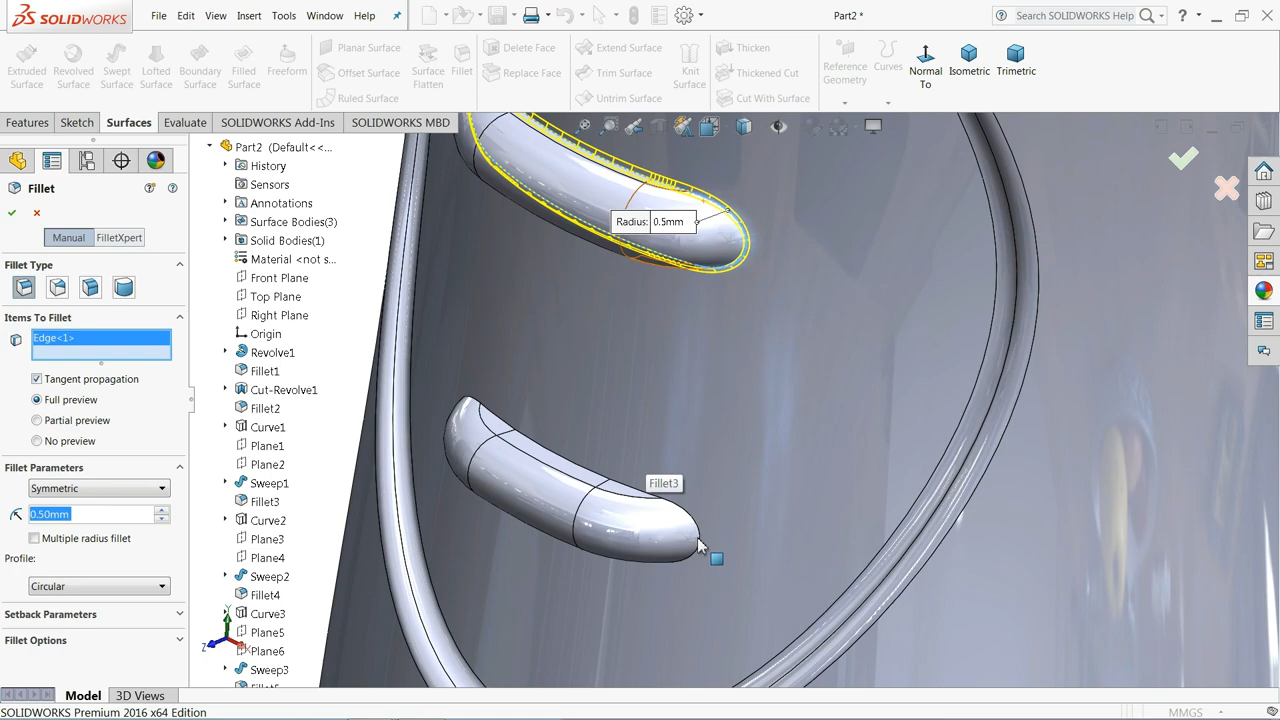 SOLIDWORKS
File Edit View Insert Tools Window Help
Part2 *
Search SOLIDWORKS Help
?
Extruded Surface
Revolved Surface
Swept Surface
Lofted Surface
Boundary Surface
Filled Surface
Freeform
Planar Surface
Offset Surface
Ruled Surface
Surface Flatten
Fillet
Delete Face
Replace Face
Extend Surface
Trim Surface
Untrim Surface
Knit Surface
Thicken
Thickened Cut
Cut With Surface
Reference Geometry
Curves
Normal To
Isometric
Trimetric
Features Sketch Surfaces Evaluate SOLIDWORKS Add-Ins SOLIDWORKS MBD
Fillet
Manual FilletXpert
Fillet Type
Items To Fillet
Edge<1>
Tangent propagation
Full preview
Partial preview
No preview
Fillet Parameters
Symmetric
0.50mm
Multiple radius fillet
Profile:
Circular
Setback Parameters
Fillet Options
Part2 (Default<<...
History
Sensors
Annotations
Surface Bodies(3)
Solid Bodies(1)
Material <not s...
Front Plane
Top Plane
Right Plane
Origin
Revolve1
Fillet1
Cut-Revolve1
Fillet2
Curve1
Plane1
Plane2
Sweep1
Fillet3
Curve2
Plane3
Plane4
Sweep2
Fillet4
Curve3
Plane5
Plane6
Sweep3
Radius: 0.5mm
Fillet3
Y
Z
Model 3D Views
SOLIDWORKS Premium 2016 x64 Edition
MMGS